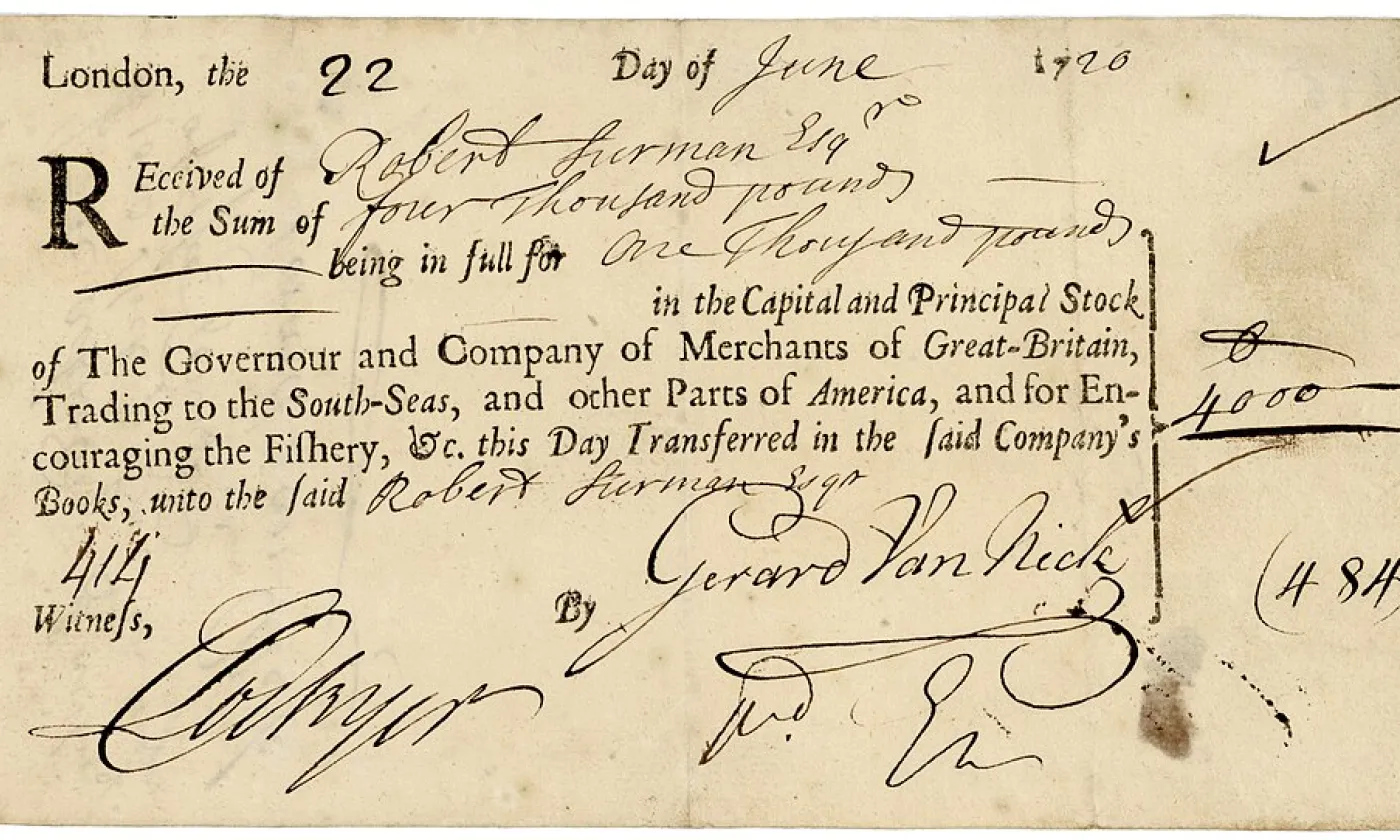 London, the 22 Day of June 1720
REceived of Robert Surman Esqr
the Sum of four Thousand pounds
being in full for One Thousand pounds
in the Capital and Principal Stock
of The Governour and Company of Merchants of Great-Britain,
Trading to the South-Seas, and other Parts of America, and for En-
couraging the Fiſhery, &c. this Day Transferred in the ſaid Company's
Books, unto the ſaid Robert Surman Esqr
4000
414
Witneſs,
By Gerard Van Neck
(484)
Lockyer